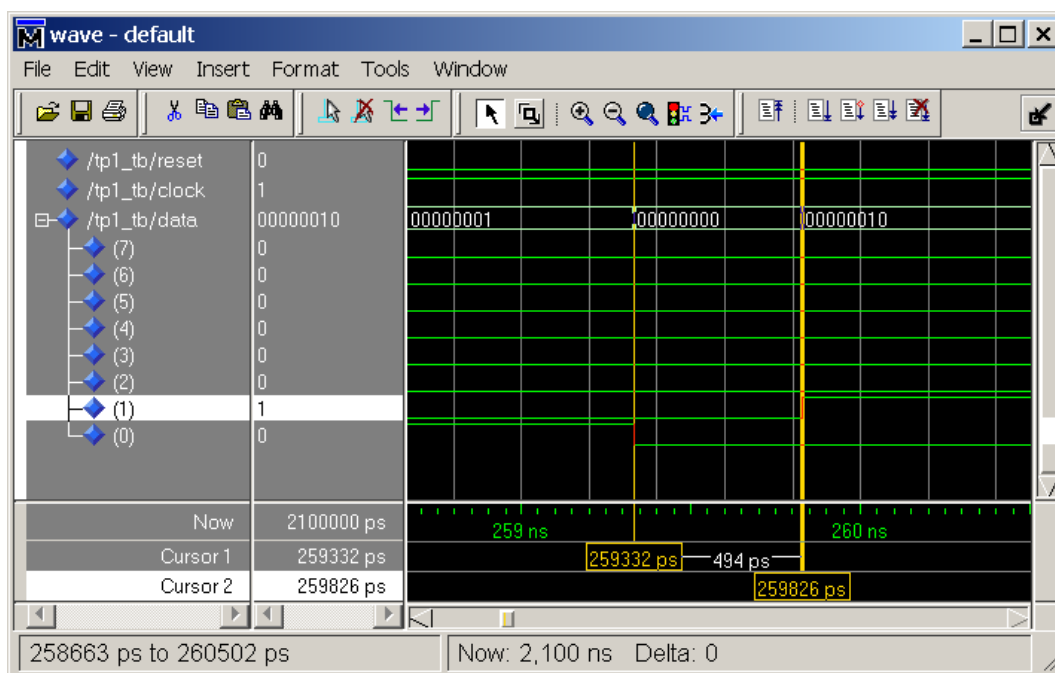 wave - default
File Edit View Insert Format Tools Window
/tp1_tb/reset 0
/tp1_tb/clock 1
/tp1_tb/data 00000010 00000001 00000000 00000010
(7) 0
(6) 0
(5) 0
(4) 0
(3) 0
(2) 0
(1) 1
(0) 0
Now 2100000 ps 259 ns 260 ns
Cursor 1 259332 ps 259332 ps 494 ps
Cursor 2 259826 ps 259826 ps
258663 ps to 260502 ps Now: 2,100 ns Delta: 0